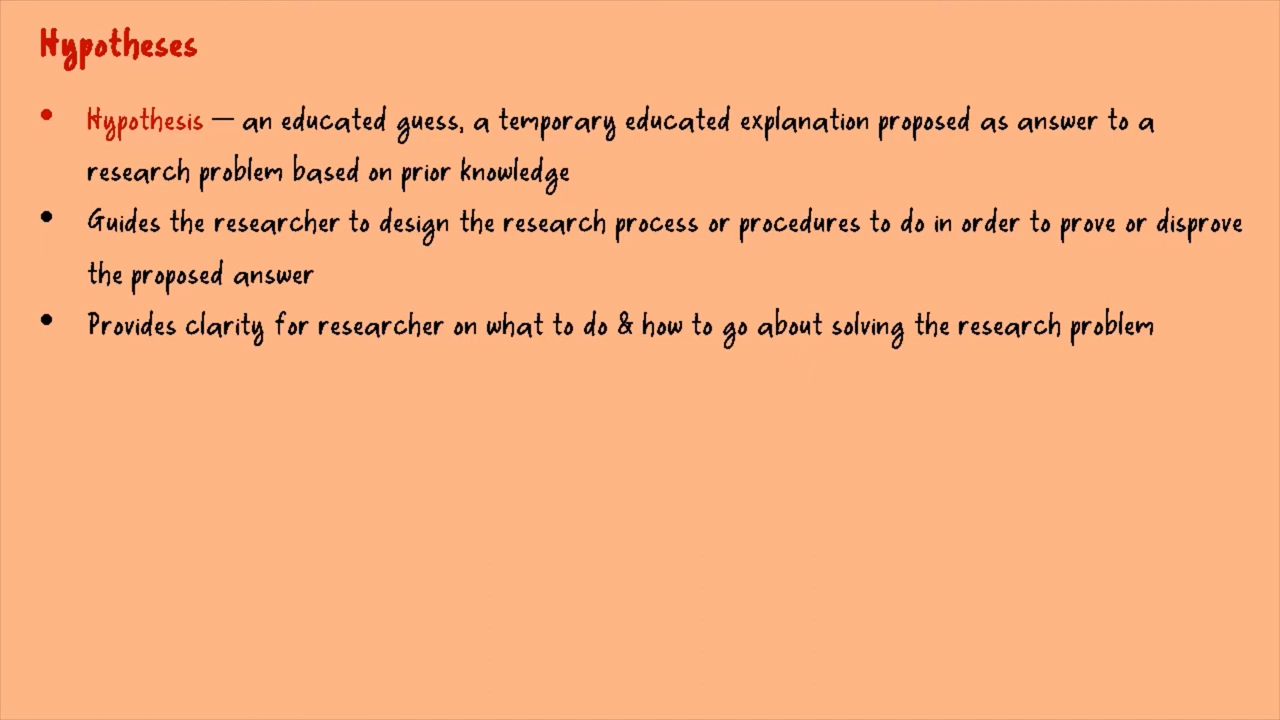 Hypotheses
• Hypothesis — an educated guess, a temporary educated explanation proposed as answer to a
research problem based on prior knowledge
• Guides the researcher to design the research process or procedures to do in order to prove or disprove
the proposed answer
• Provides clarity for researcher on what to do & how to go about solving the research problem